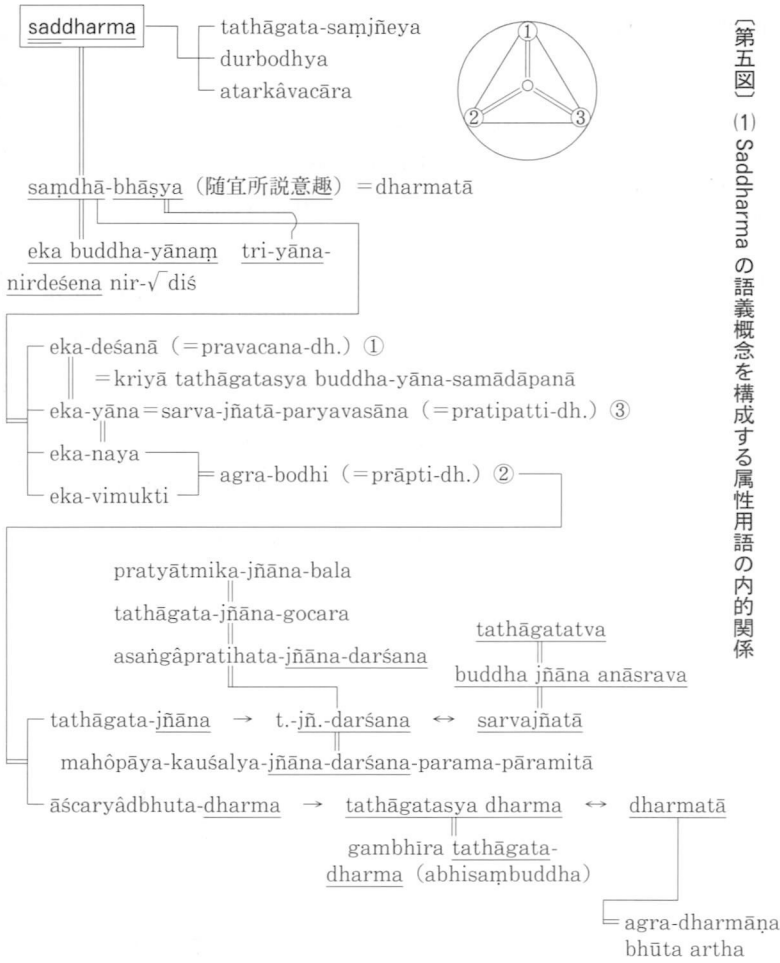 〔第五図〕 (1) Saddharma の語義概念を構成する属性用語の内的関係
saddharma
tathāgata-saṃjñeya
durbodhya
atarkâvacāra
①
② ③
saṃdhā-bhāṣya（随宜所説意趣）＝dharmatā
eka buddha-yānaṃ tri-yāna-
nirdeśena nir-√diś
eka-deśanā（＝pravacana-dh.）①
＝kriyā tathāgatasya buddha-yāna-samādāpanā
eka-yāna＝sarva-jñatā-paryavasāna（＝pratipatti-dh.）③
eka-naya
eka-vimukti
agra-bodhi（＝prāpti-dh.）②
pratyātmika-jñāna-bala
tathāgata-jñāna-gocara
asaṅgâpratihata-jñāna-darśana
tathāgatatva
buddha jñāna anāsrava
tathāgata-jñāna → t.-jñ.-darśana ↔ sarvajñatā
mahôpāya-kauśalya-jñāna-darśana-parama-pāramitā
āścaryâdbhuta-dharma → tathāgatasya dharma ↔ dharmatā
gambhīra tathāgata-
dharma (abhisaṃbuddha)
agra-dharmāṇa
bhūta artha